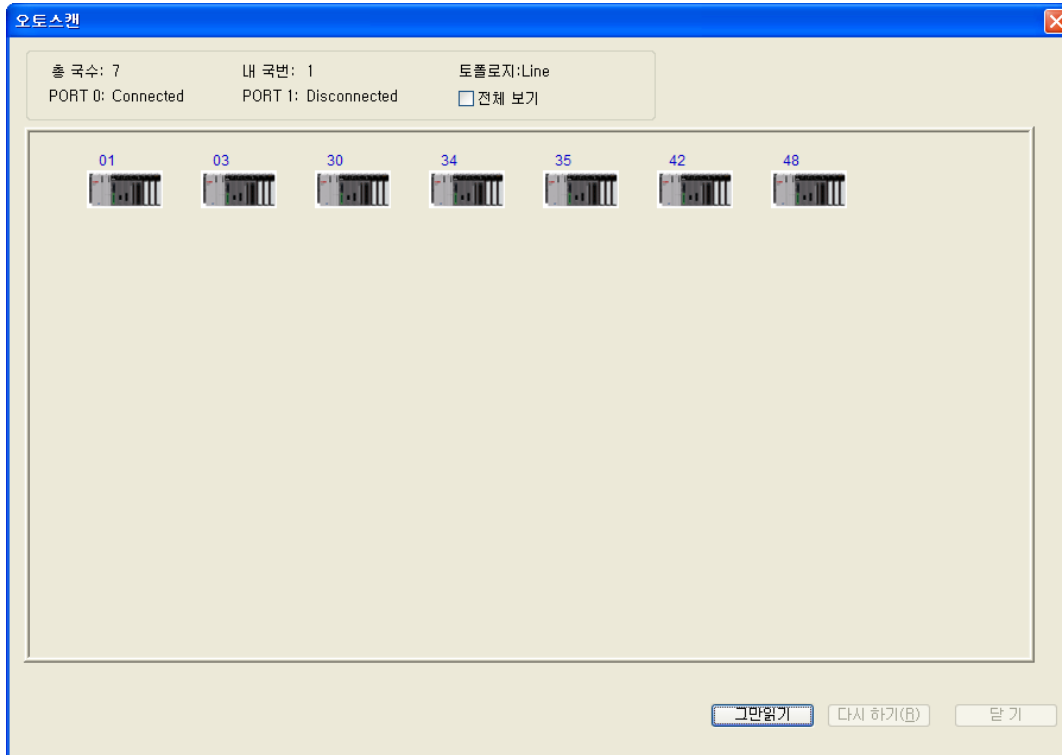 오토스캔
총 국수: 7 내 국번: 1 토폴로지:Line
PORT 0: Connected PORT 1: Disconnected 전체 보기
01 03 30 34 35 42 48
그만읽기 다시 하기(R) 닫 기